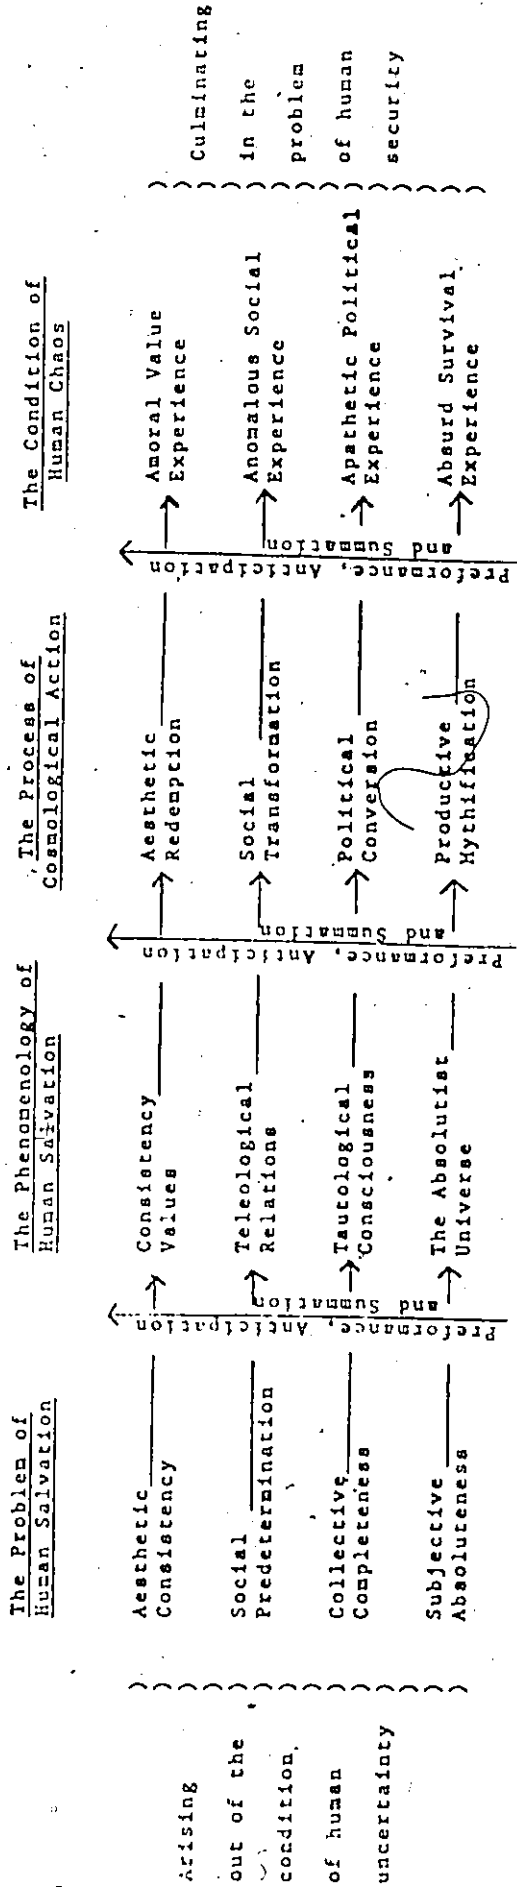 Arising
out of the
condition
of human
uncertainty
The Problem of
Human Salvation
Aesthetic
Consistency
Social
Predetermination
Collective
Completeness
Subjective
Absoluteness
Preformance, Anticipation
and Summation
The Phenomenology of
Human Salvation
Consistency
Values
Teleological
Relations
Tautological
Consciousness
The Absolutist
Universe
Preformance, Anticipation
and Summation
The Process of
Cosmological Action
Aesthetic
Redemption
Social
Transformation
Political
Conversion
Productive
Mythification
Preformance, Anticipation
and Summation
The Condition of
Human Chaos
Amoral Value
Experience
Anomalous Social
Experience
Apathetic Political
Experience
Absurd Survival
Experience
Culminating
in the
problem
of human
security